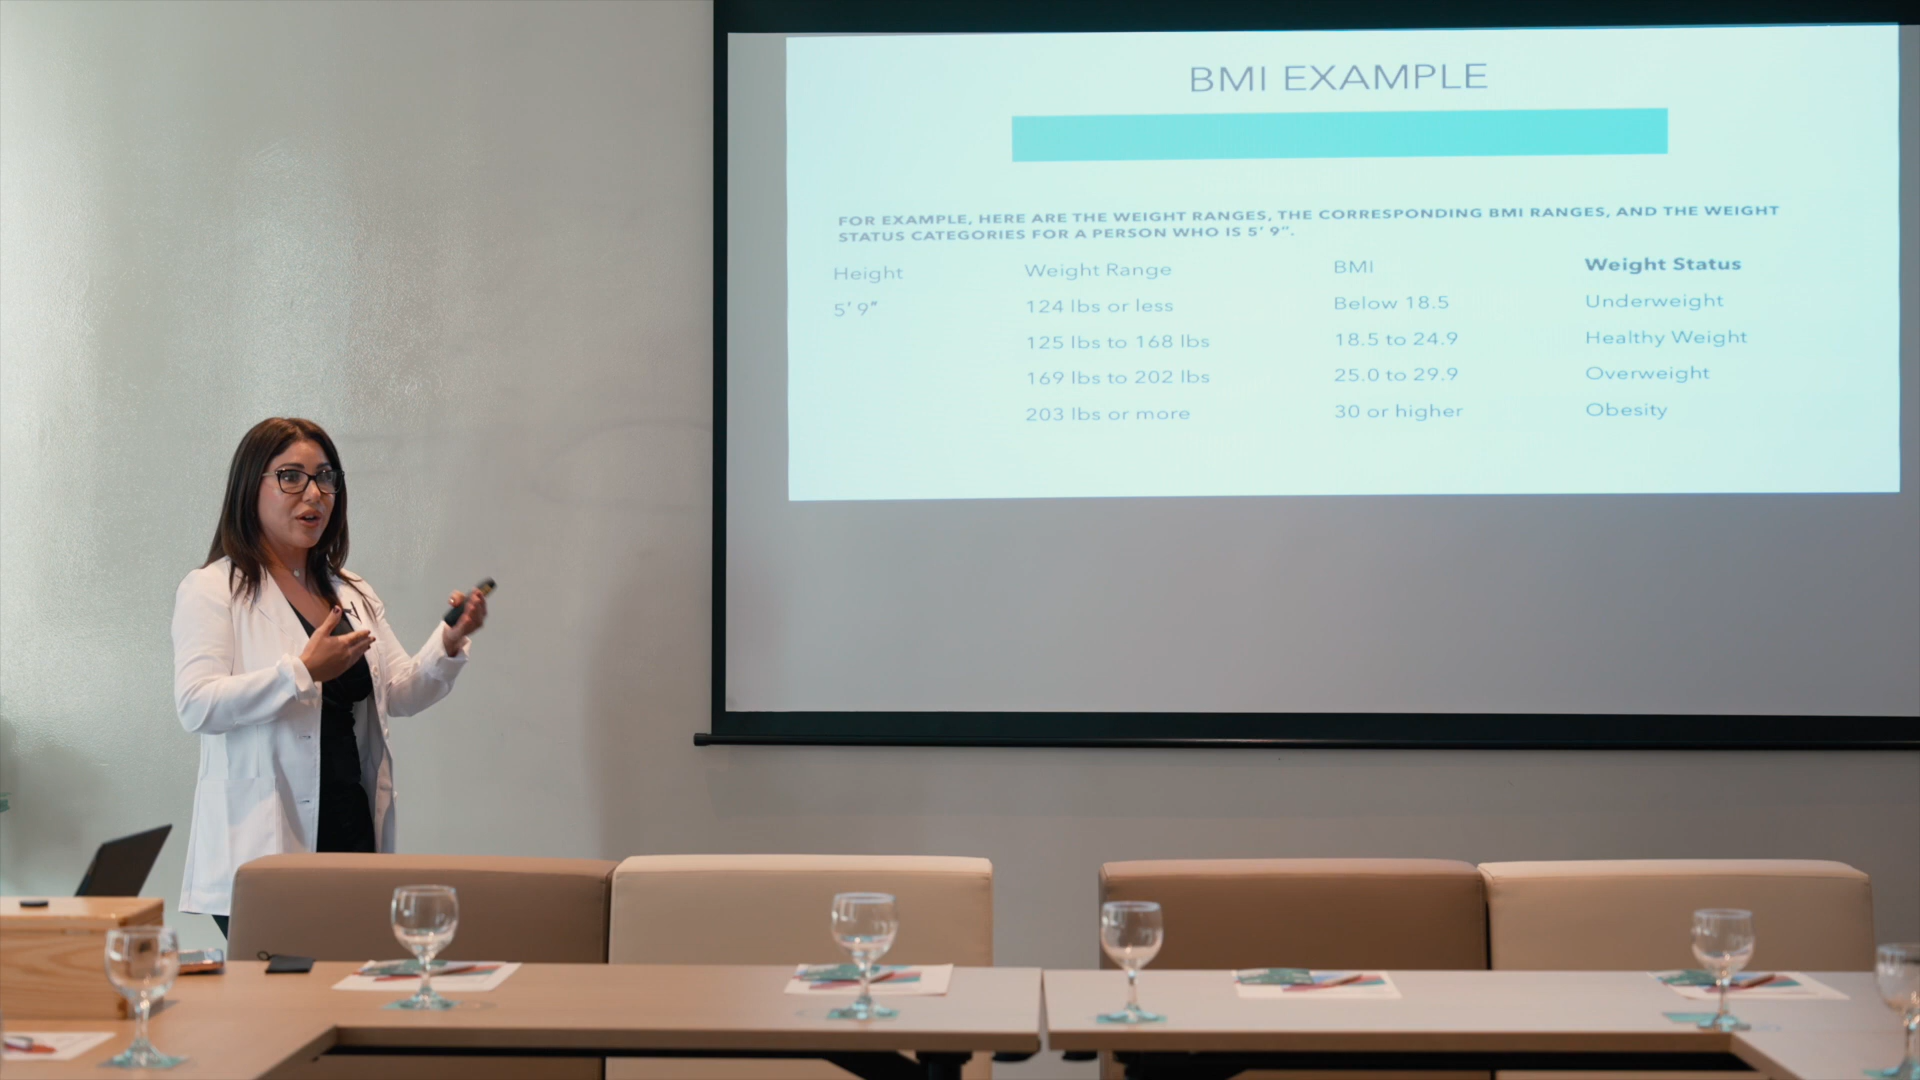 BMI EXAMPLE
FOR EXAMPLE, HERE ARE THE WEIGHT RANGES, THE CORRESPONDING BMI RANGES, AND THE WEIGHT
STATUS CATEGORIES FOR A PERSON WHO IS 5' 9".
Height Weight Range BMI Weight Status
5' 9" 124 lbs or less Below 18.5 Underweight
125 lbs to 168 lbs 18.5 to 24.9 Healthy Weight
169 lbs to 202 lbs 25.0 to 29.9 Overweight
203 lbs or more 30 or higher Obesity